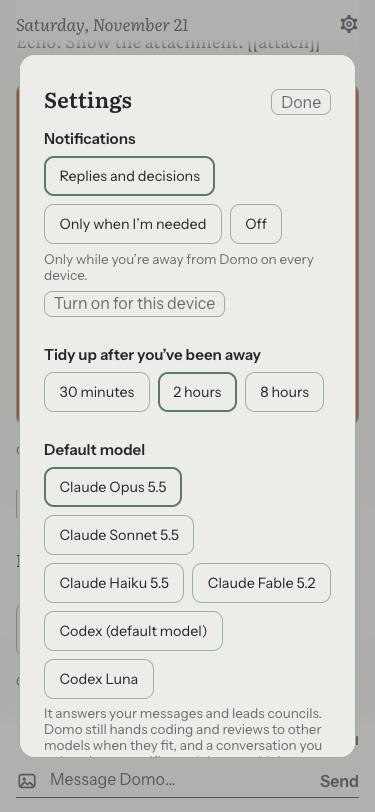 Saturday, November 21
Echo: Show the attachment. [[attach]]
Settings
Done
Notifications
Replies and decisions
Only when I'm needed
Off
Only while you're away from Domo on every
device.
Turn on for this device
Tidy up after you've been away
30 minutes
2 hours
8 hours
Default model
Claude Opus 5.5
Claude Sonnet 5.5
Claude Haiku 5.5
Claude Fable 5.2
Codex (default model)
Codex Luna
It answers your messages and leads councils.
Domo still hands coding and reviews to other
models when they fit, and a conversation you
Message Domo...
Send